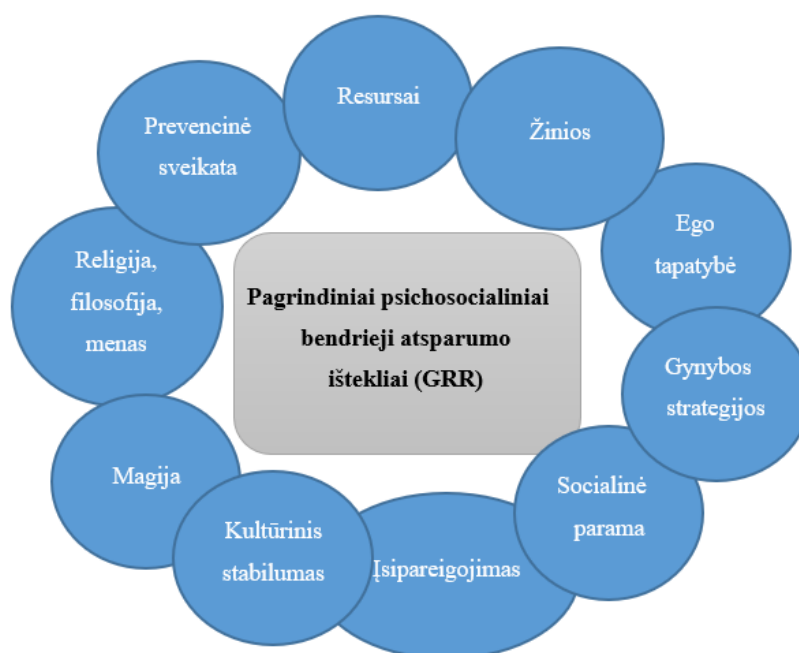 Resursai
Žinios
Ego
tapatybė
Gynybos
strategijos
Socialinė
parama
Įsipareigojimas
Kultūrinis
stabilumas
Magija
Religija,
filosofija,
menas
Prevencinė
sveikata
Pagrindiniai psichosocialiniai
bendrieji atsparumo
ištekliai (GRR)